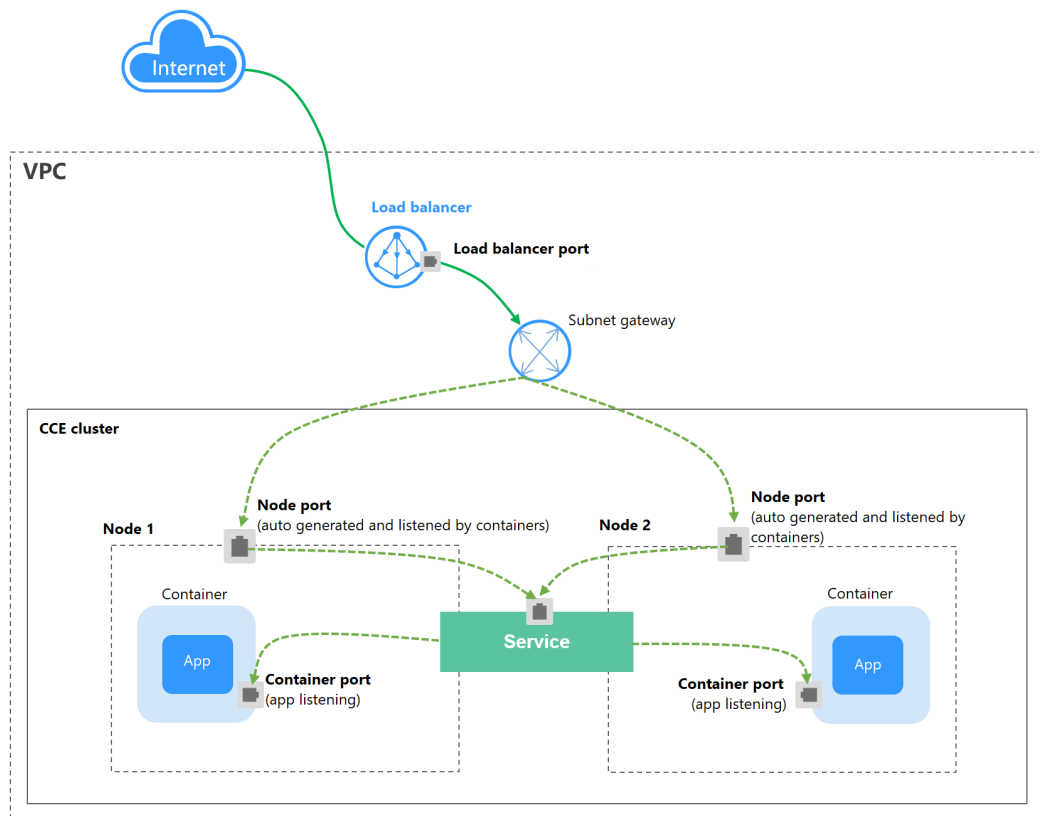 Internet
VPC
Load balancer
Load balancer port
Subnet gateway
CCE cluster
Node port
(auto generated and listened by containers)
Node 1
Node port
(auto generated and listened by
containers)
Node 2
Container
App
Container port
(app listening)
Service
Container
App
Container port
(app listening)